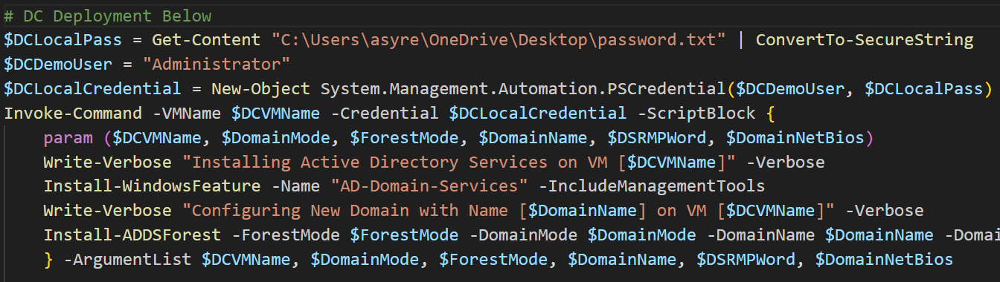 # DC Deployment Below
$DCLocalPass = Get-Content "C:\Users\asyre\OneDrive\Desktop\password.txt" | ConvertTo-SecureString
$DCDemoUser = "Administrator"
$DCLocalCredential = New-Object System.Management.Automation.PSCredential($DCDemoUser, $DCLocalPass)
Invoke-Command -VMName $DCVMName -Credential $DCLocalCredential -ScriptBlock {
param ($DCVMName, $DomainMode, $ForestMode, $DomainName, $DSRMPWord, $DomainNetBios)
Write-Verbose "Installing Active Directory Services on VM [$DCVMName]" -Verbose
Install-WindowsFeature -Name "AD-Domain-Services" -IncludeManagementTools
Write-Verbose "Configuring New Domain with Name [$DomainName] on VM [$DCVMName]" -Verbose
Install-ADDSForest -ForestMode $ForestMode -DomainMode $DomainMode -DomainName $DomainName -Domai
} -ArgumentList $DCVMName, $DomainMode, $ForestMode, $DomainName, $DSRMPWord, $DomainNetBios